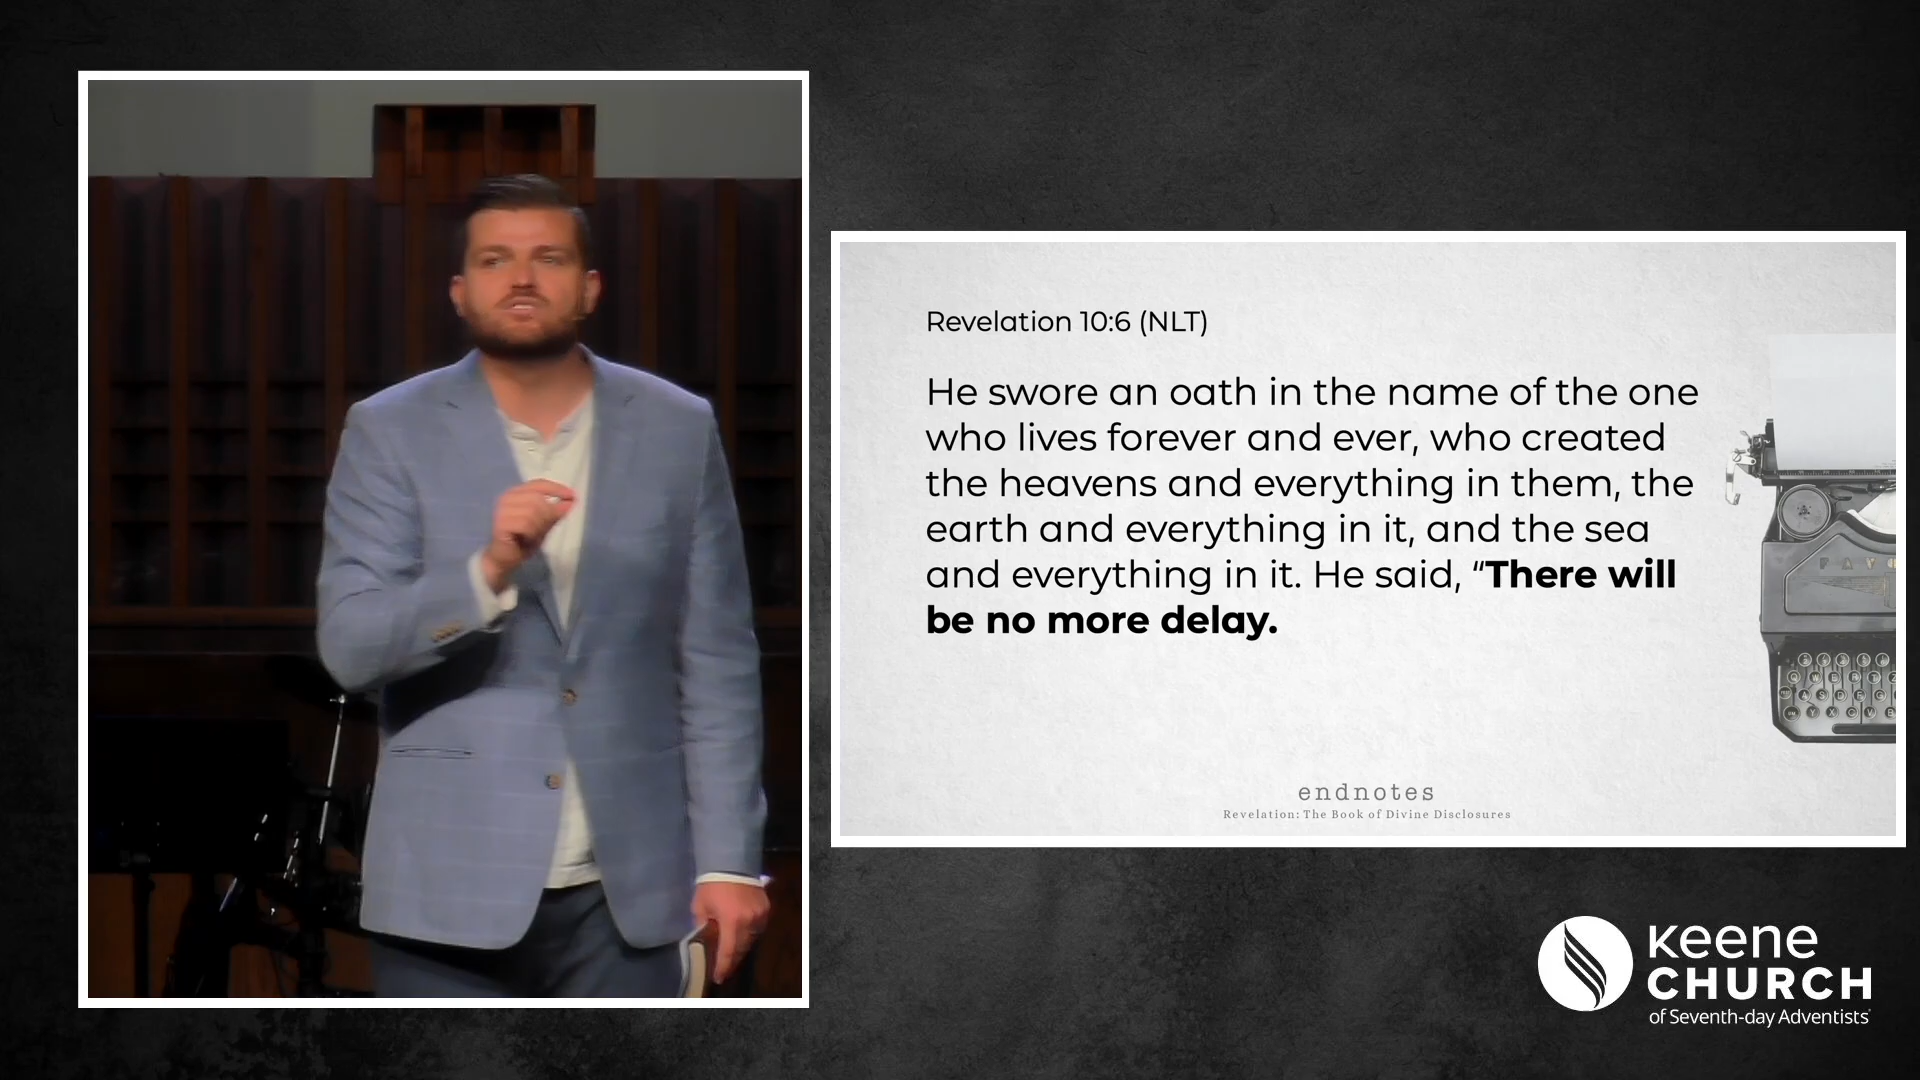 Revelation 10:6 (NLT)
He swore an oath in the name of the one
who lives forever and ever, who created
the heavens and everything in them, the
earth and everything in it, and the sea
and everything in it. He said, “There will
be no more delay.
endnotes
Revelation: The Book of Divine Disclosures
Keene
CHURCH
of Seventh-day Adventists